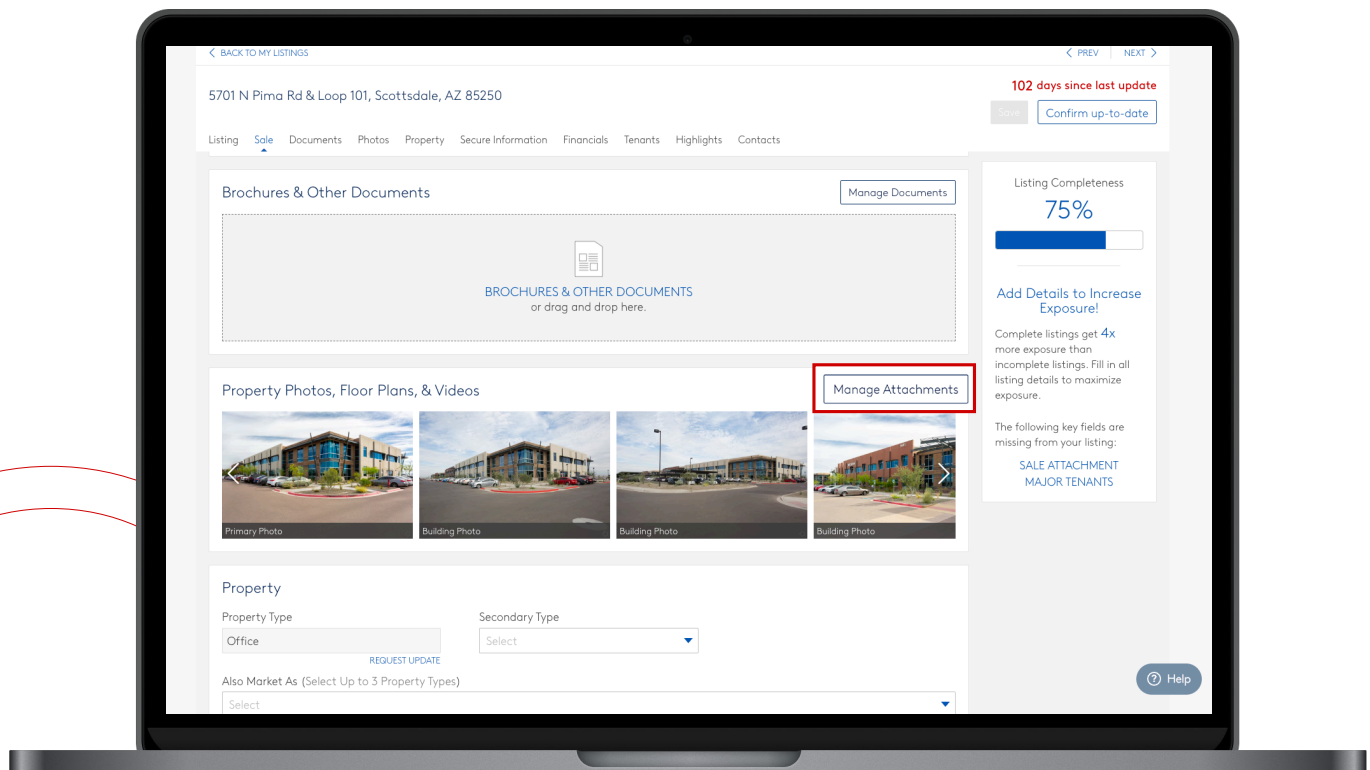 BACK TO MY LISTINGS
PREV
NEXT
5701 N Pima Rd & Loop 101, Scottsdale, AZ 85250
102 days since last update
Save
Confirm up-to-date
Listing Sale Documents Photos Property Secure Information Financials Tenants Highlights Contacts
Brochures & Other Documents
Manage Documents
BROCHURES & OTHER DOCUMENTS
or drag and drop here.
Property Photos, Floor Plans, & Videos
Manage Attachments
Primary Photo
Building Photo
Building Photo
Building Photo
Property
Property Type
Office
REQUEST UPDATE
Secondary Type
Select
Also Market As (Select Up to 3 Property Types)
Select
Listing Completeness
75%
Add Details to Increase
Exposure!
Complete listings get 4x
more exposure than
incomplete listings. Fill in all
listing details to maximize
exposure.
The following key fields are
missing from your listing:
SALE ATTACHMENT
MAJOR TENANTS
? Help